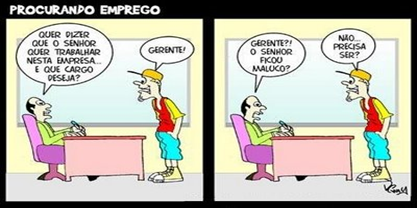 PROCURANDO EMPREGO
QUER DIZER
QUE O SENHOR
QUER TRABALHAR
NESTA EMPRESA...
E QUE CARGO
DESEJA?
GERENTE!
GERENTE?!
O SENHOR
FICOU
MALUCO?
NÃO...
PRECISA
SER?